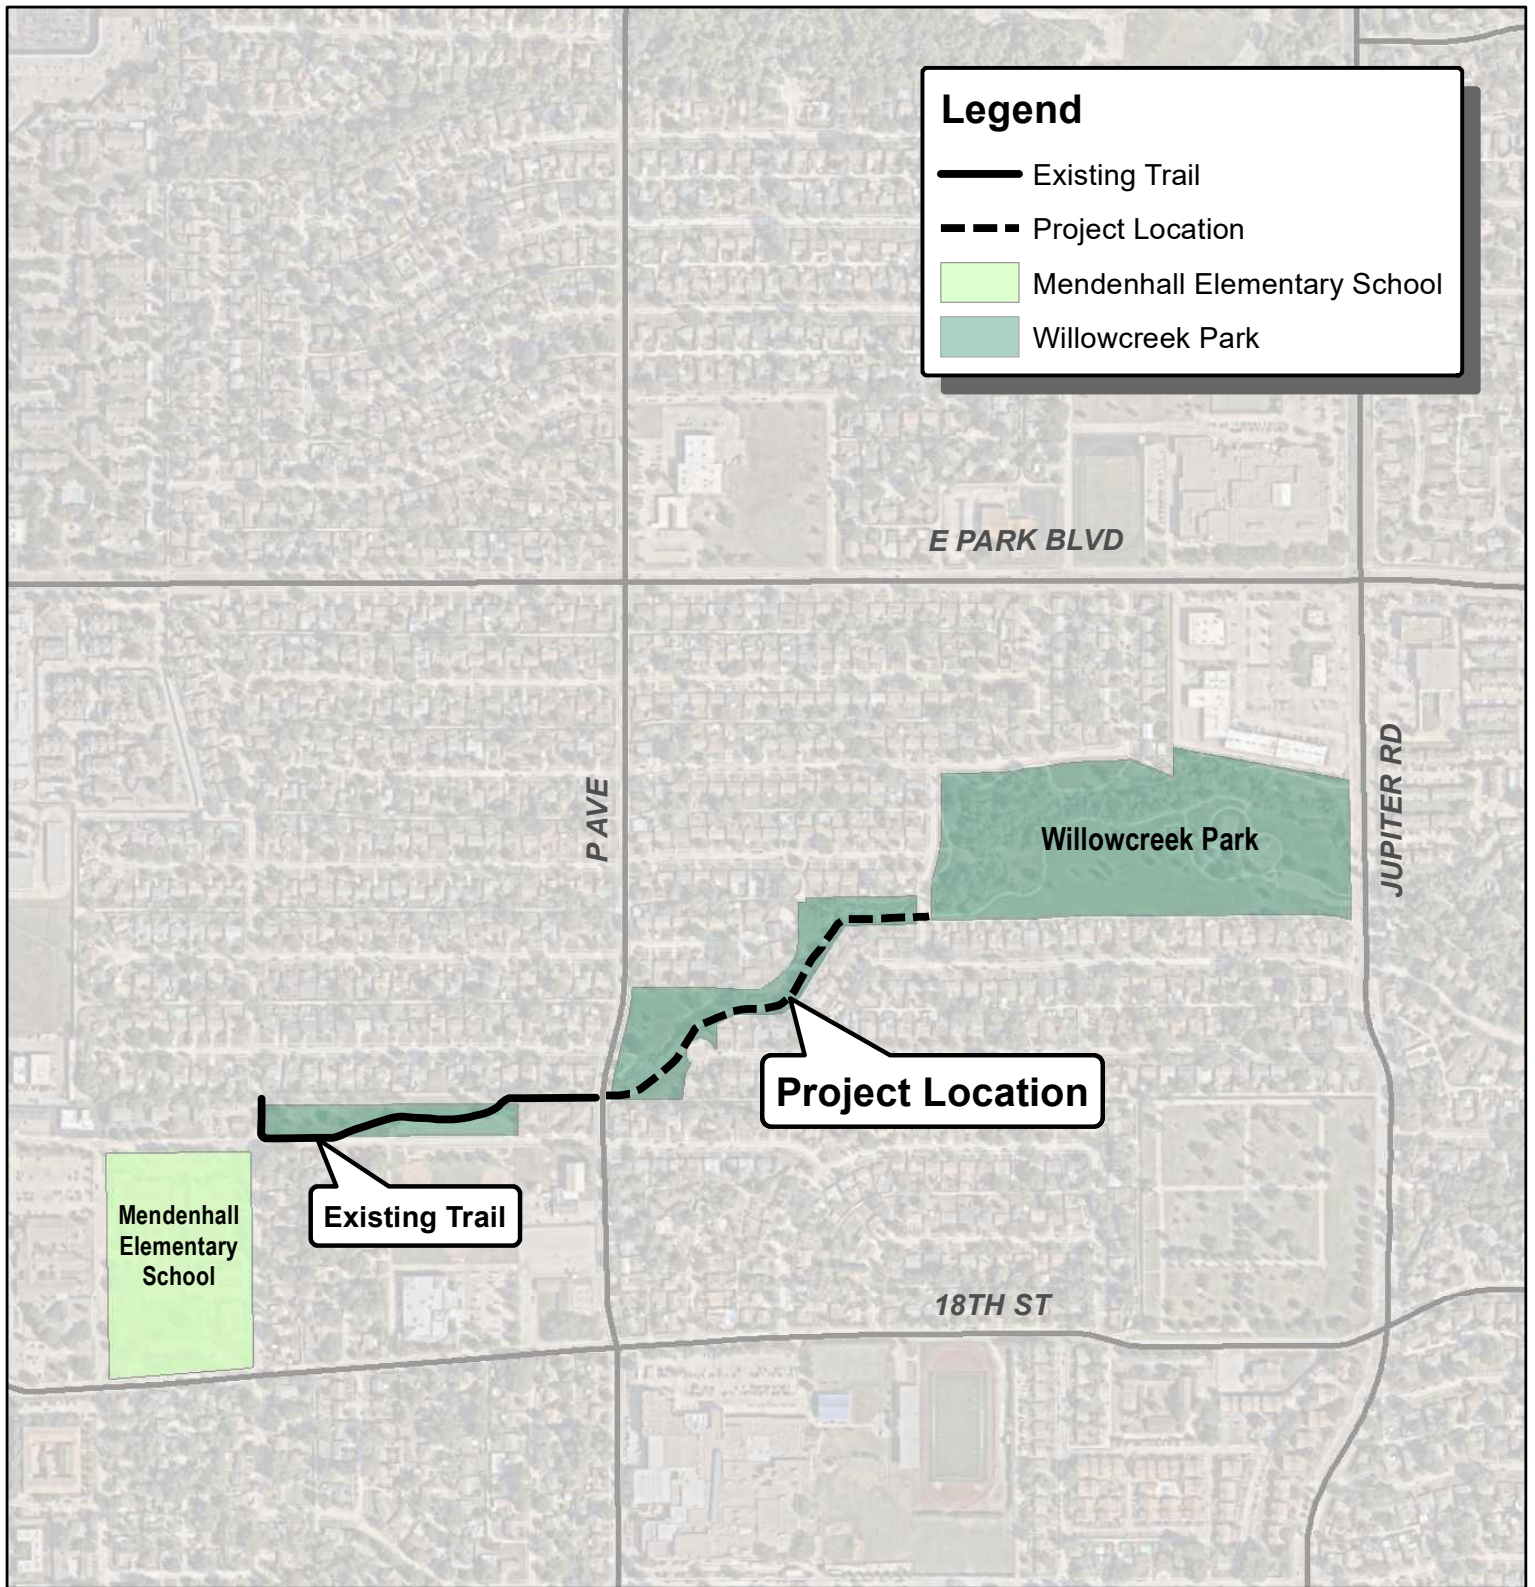 Legend
Existing Trail
Project Location
Mendenhall Elementary School
Willowcreek Park
E PARK BLVD
P AVE
JUPITER RD
Willowcreek Park
Project Location
Existing Trail
Mendenhall
Elementary
School
18TH ST